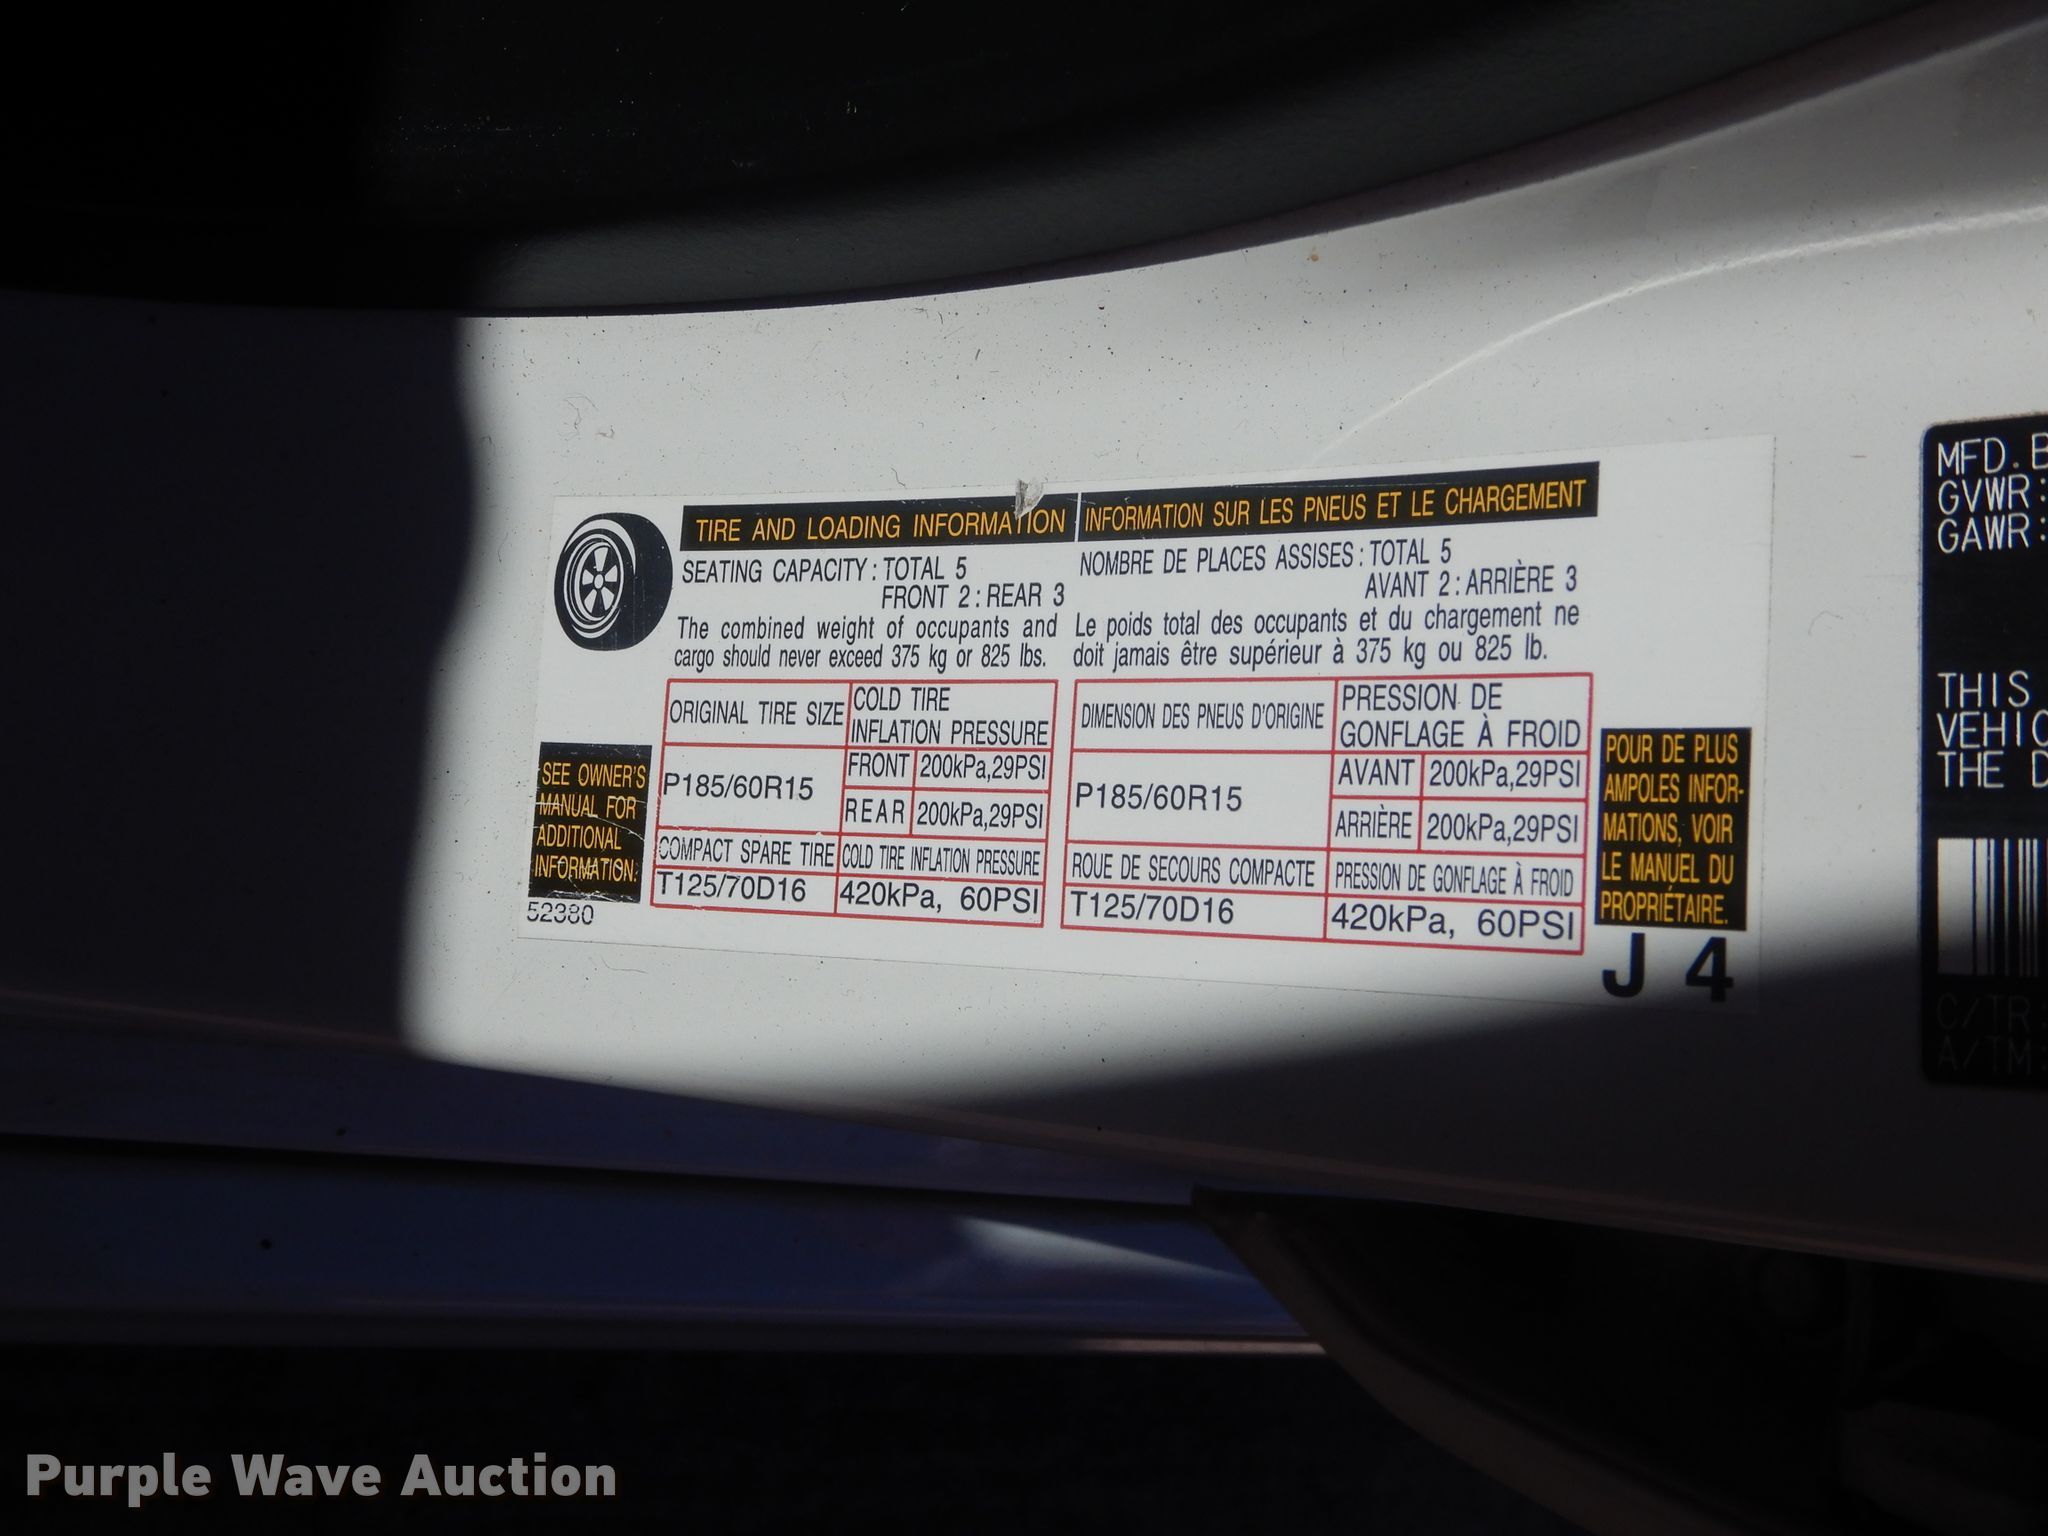 TIRE AND LOADING INFORMATION
SEATING CAPACITY : TOTAL 5
FRONT 2 : REAR 3
The combined weight of occupants and
cargo should never exceed 375 kg or 825 lbs.
ORIGINAL TIRE SIZE
COLD TIRE
INFLATION PRESSURE
P185/60R15
FRONT 200kPa,29PSI
REAR 200kPa,29PSI
COMPACT SPARE TIRE COLD TIRE INFLATION PRESSURE
T125/70D16 420kPa, 60PSI
SEE OWNER'S
MANUAL FOR
ADDITIONAL
INFORMATION.
52380
INFORMATION SUR LES PNEUS ET LE CHARGEMENT
NOMBRE DE PLACES ASSISES : TOTAL 5
AVANT 2 : ARRIÈRE 3
Le poids total des occupants et du chargement ne
doit jamais être supérieur à 375 kg ou 825 lb.
DIMENSION DES PNEUS D'ORIGINE
PRESSION DE
GONFLAGE À FROID
P185/60R15
AVANT 200kPa,29PSI
ARRIÈRE 200kPa,29PSI
ROUE DE SECOURS COMPACTE PRESSION DE GONFLAGE À FROID
T125/70D16 420kPa, 60PSI
POUR DE PLUS
AMPOLES INFOR-
MATIONS, VOIR
LE MANUEL DU
PROPRIÉTAIRE.
J 4
MFD. B
GVWR:
GAWR:
THIS
VEHIC
THE D
C/TR:
A/TM:
Purple Wave Auction